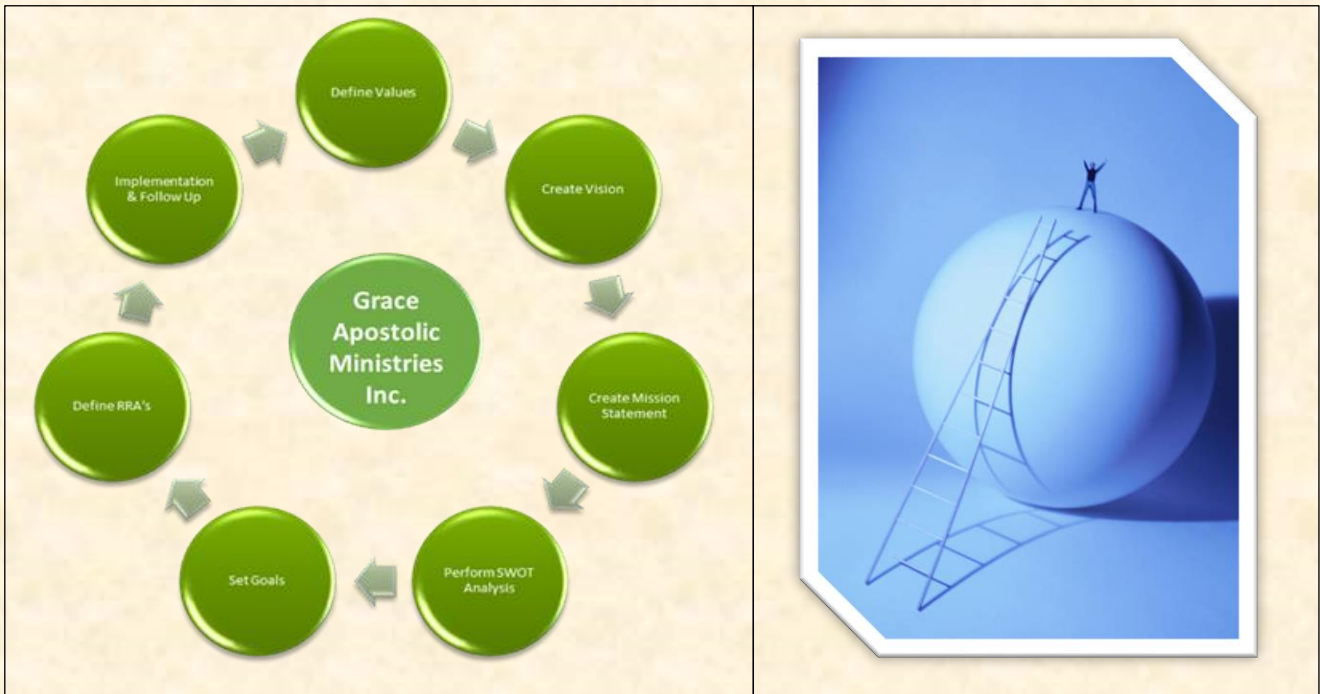 Define Values
Create Vision
Create Mission
Statement
Perform SWOT
Analysis
Set Goals
Define RRA's
Implementation
& Follow Up
Grace
Apostolic
Ministries
Inc.